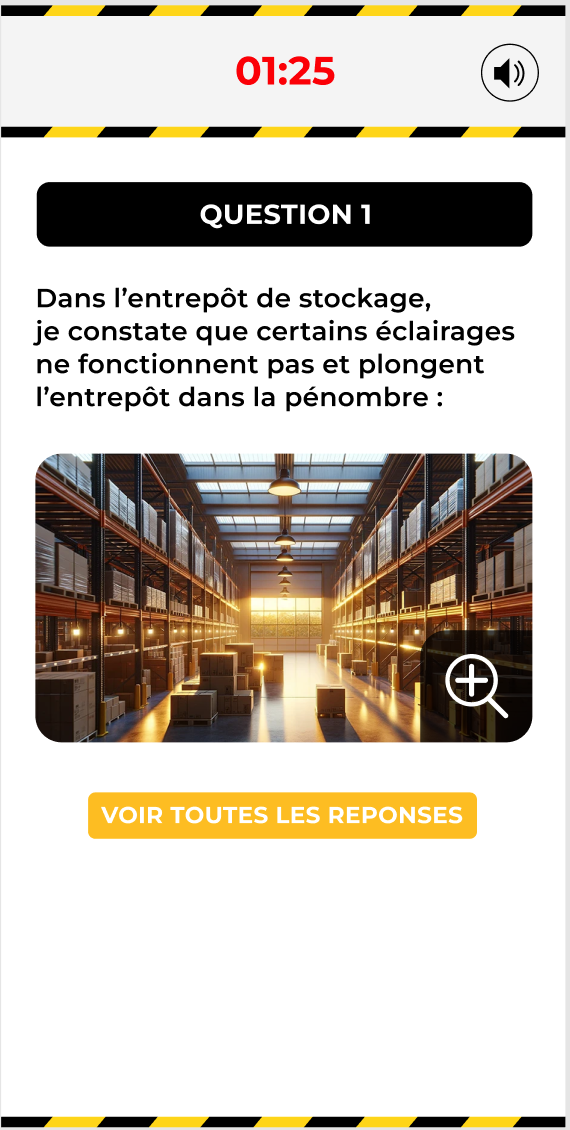 01:25
QUESTION 1
Dans l’entrepôt de stockage,
je constate que certains éclairages
ne fonctionnent pas et plongent
l’entrepôt dans la pénombre :
VOIR TOUTES LES REPONSES